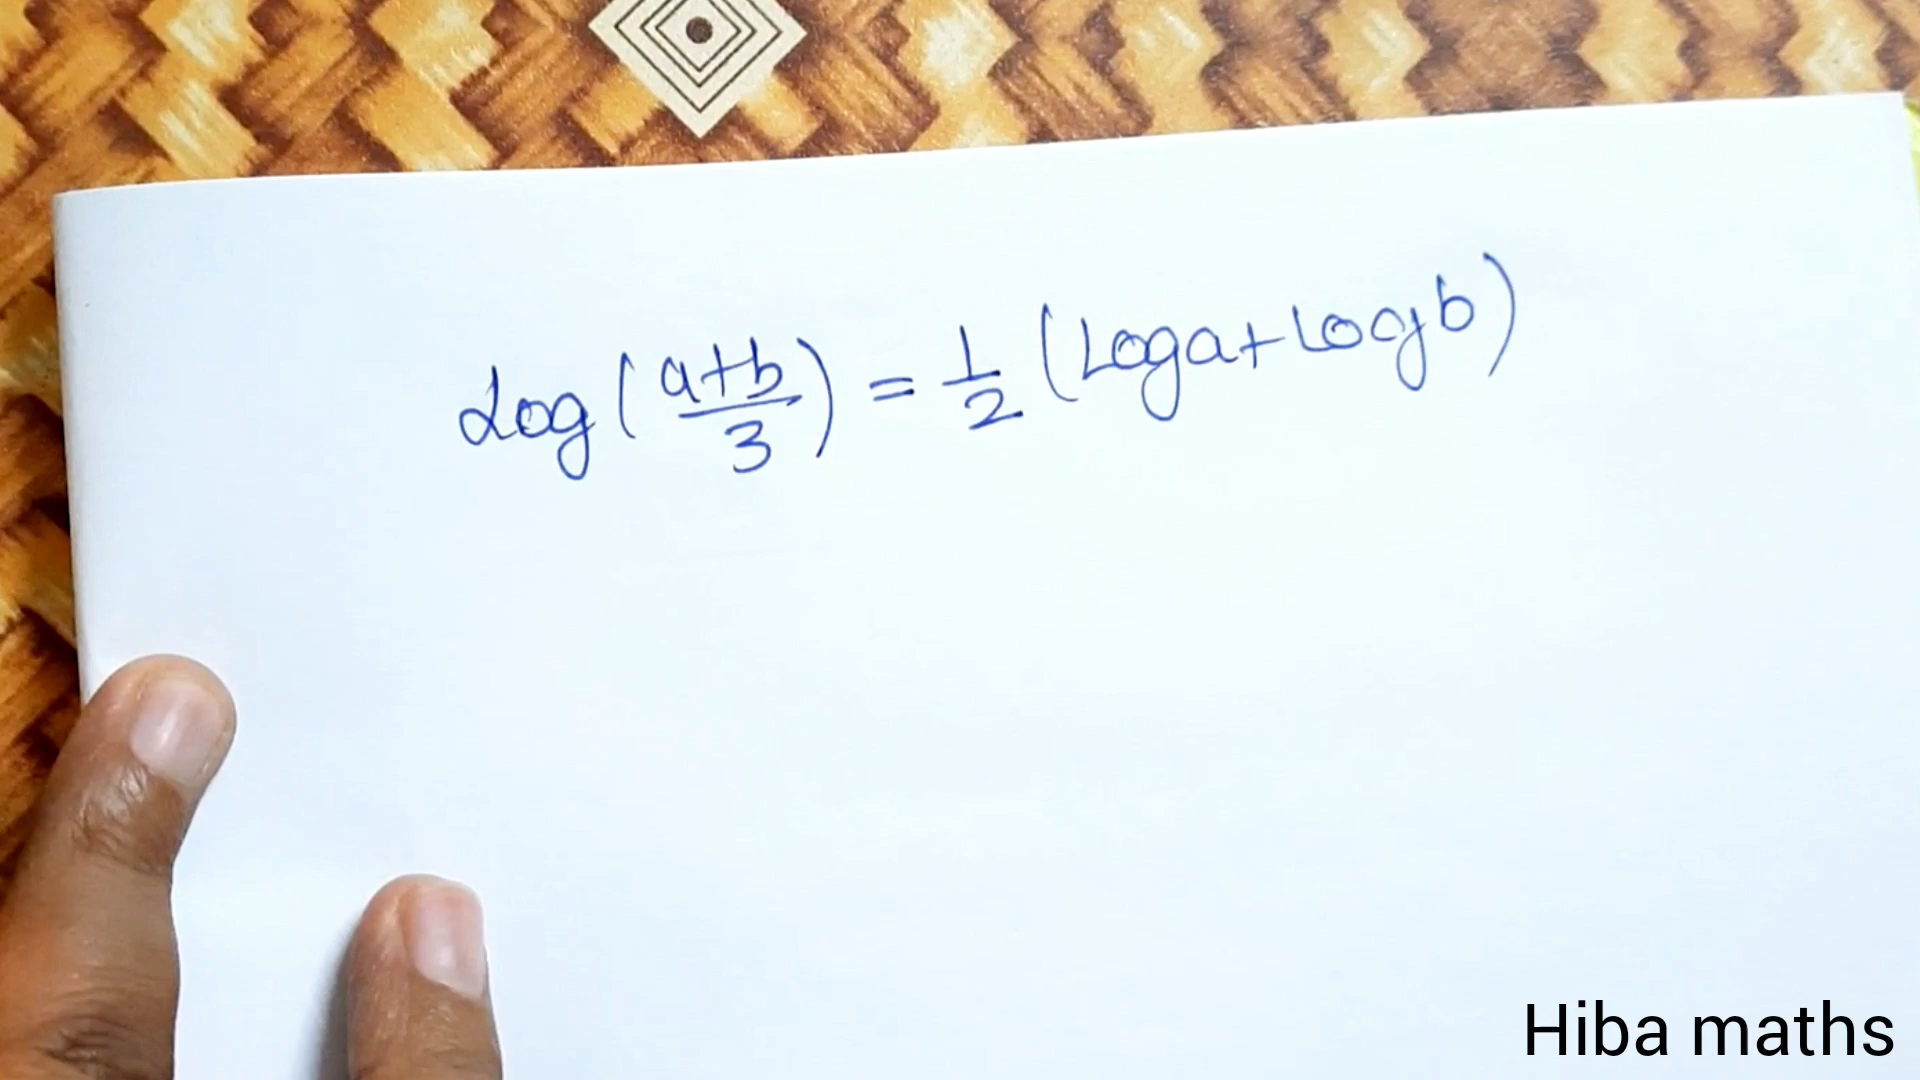 Log (a+b/3) = 1/2 (Log a + Log b)
Hiba maths